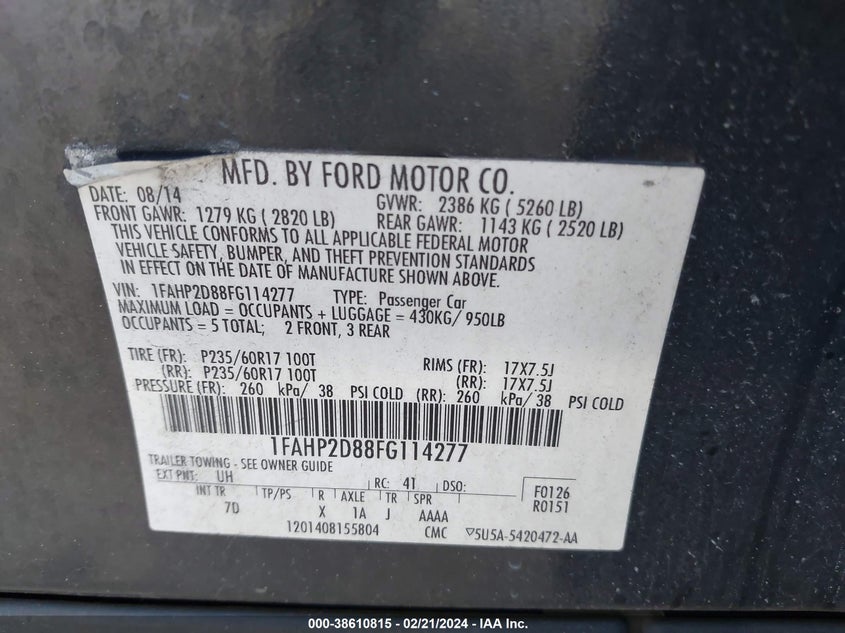 MFD. BY FORD MOTOR CO.
DATE: 08/14 GVWR: 2386 KG ( 5260 LB)
FRONT GAWR: 1279 KG ( 2820 LB) REAR GAWR: 1143 KG ( 2520 LB)
THIS VEHICLE CONFORMS TO ALL APPLICABLE FEDERAL MOTOR
VEHICLE SAFETY, BUMPER, AND THEFT PREVENTION STANDARDS
IN EFFECT ON THE DATE OF MANUFACTURE SHOWN ABOVE.
VIN: 1FAHP2D88FG114277 TYPE: Passenger Car
MAXIMUM LOAD = OCCUPANTS + LUGGAGE = 430KG/ 950LB
OCCUPANTS = 5 TOTAL; 2 FRONT, 3 REAR
TIRE (FR): P235/60R17 100T RIMS (FR): 17X7.5J
(RR): P235/60R17 100T (RR): 17X7.5J
PRESSURE (FR): 260 kPa/ 38 PSI COLD (RR): 260 kPa/ 38 PSI COLD
1FAHP2D88FG114277
TRAILER TOWING - SEE OWNER GUIDE
EXT PNT: UH RC: 41 DSO: F0126
INT TR TP/PS R AXLE TR SPR R0151
7D X 1A J AAAA
1201408155804 CMC ▽5U5A-5420472-AA
000-38610815 - 02/21/2024 - IAA Inc.